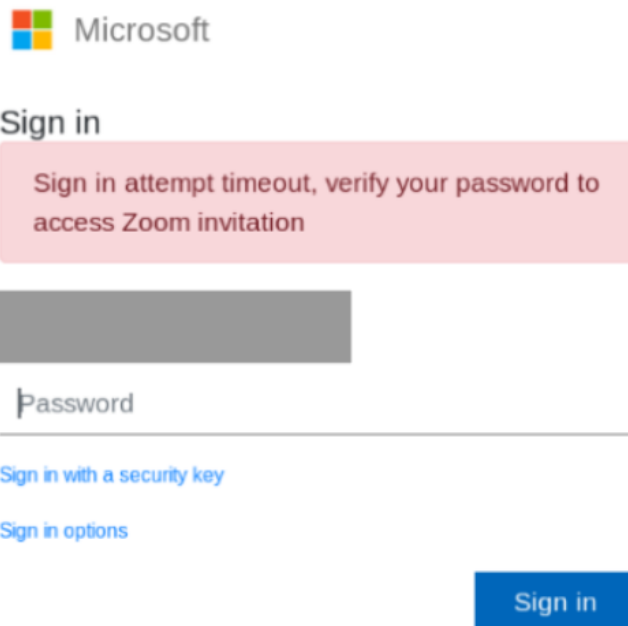 Microsoft
Sign in
Sign in attempt timeout, verify your password to
access Zoom invitation
Password
Sign in with a security key
Sign in options
Sign in